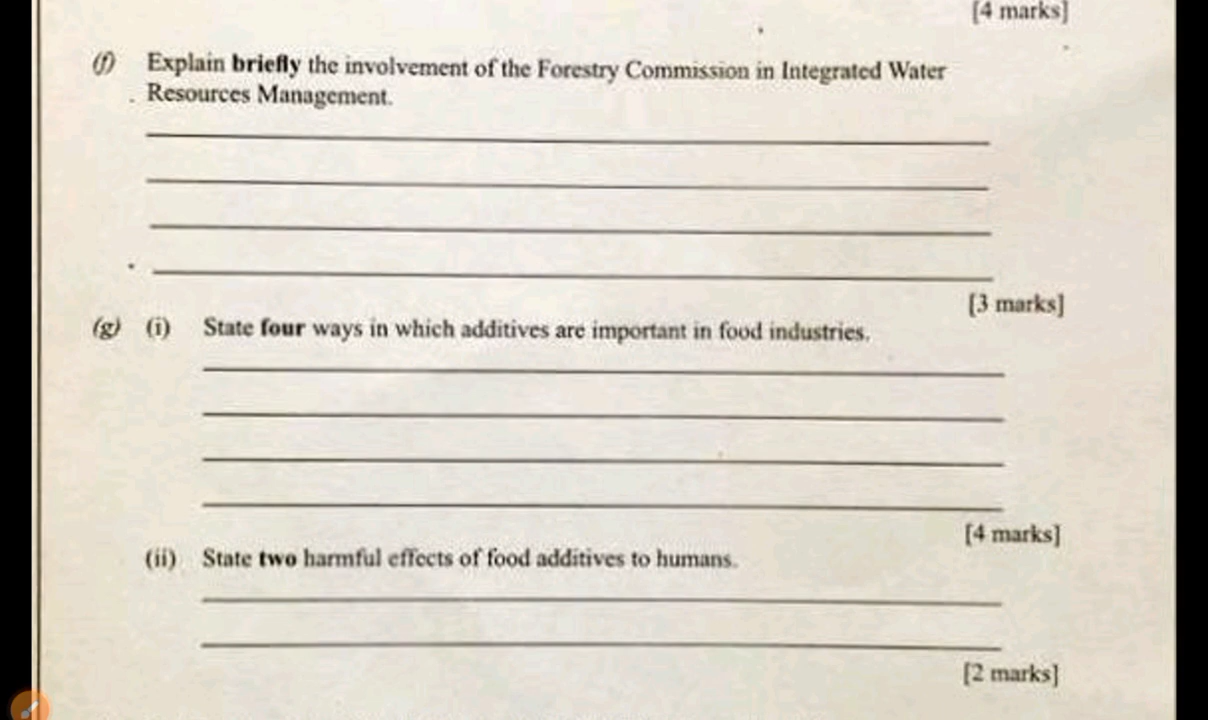 [4 marks]
(f) Explain briefly the involvement of the Forestry Commission in Integrated Water
Resources Management.
[3 marks]
(g) (i) State four ways in which additives are important in food industries.
[4 marks]
(ii) State two harmful effects of food additives to humans.
[2 marks]